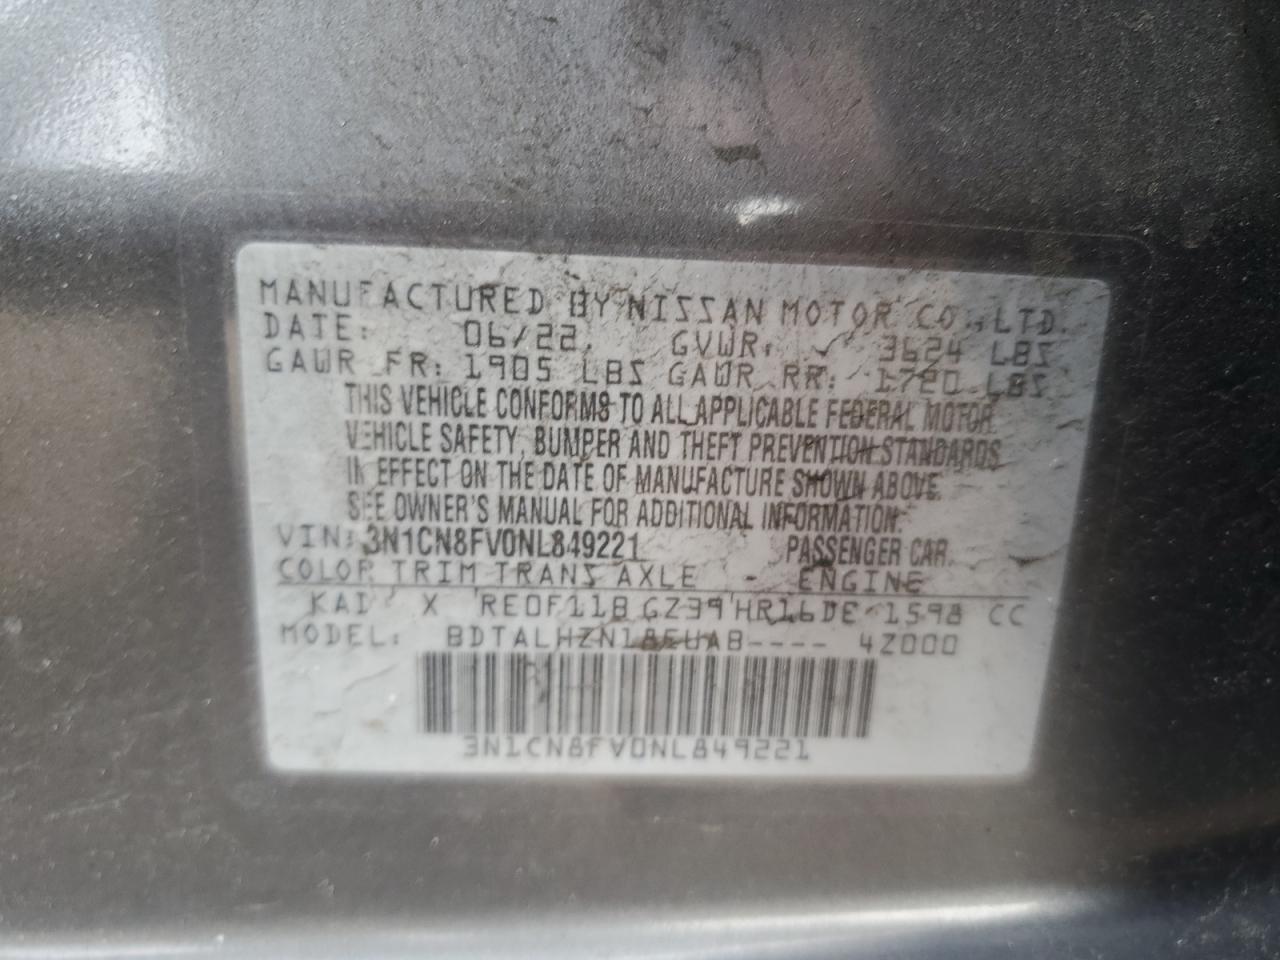 MANUFACTURED BY NISSAN MOTOR CO.,LTD.
DATE: 06/22 GVWR: 3624 LBS
GAWR FR: 1905 LBS GAWR RR: 1720 LBS
THIS VEHICLE CONFORMS TO ALL APPLICABLE FEDERAL MOTOR
VEHICLE SAFETY, BUMPER AND THEFT PREVENTION STANDARDS
IN EFFECT ON THE DATE OF MANUFACTURE SHOWN ABOVE.
SEE OWNER'S MANUAL FOR ADDITIONAL INFORMATION.
VIN: 3N1CN8FV0NL849221 PASSENGER CAR
COLOR TRIM TRANS AXLE ENGINE
KAD X RE0F11B GZ39 HR16DE 1598 CC
MODEL: BDTALHZN18EUAB---- 4Z000
3N1CN8FV0NL849221